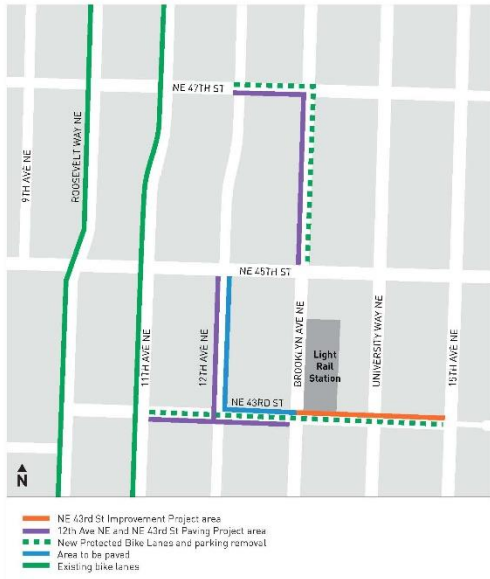 NE 47TH ST
9TH AVE NE
ROOSEVELT WAY NE
NE 45TH ST
11TH AVE NE
12TH AVE NE
BROOKLYN AVE NE
Light
Rail
Station
UNIVERSITY WAY NE
15TH AVE NE
NE 43RD ST
N
NE 43rd St Improvement Project area
12th Ave NE and NE 43rd St Paving Project area
New Protected Bike Lanes and parking removal
Area to be paved
Existing bike lanes